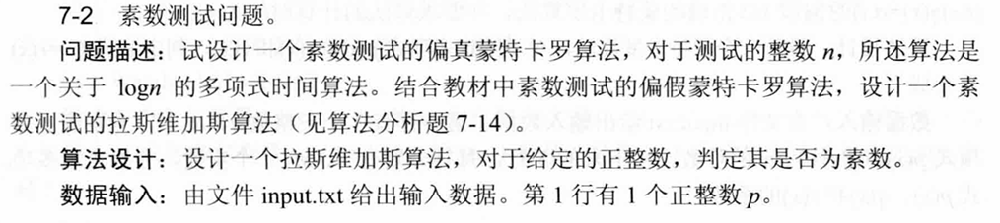 7-2 素数测试问题。
问题描述：试设计一个素数测试的偏真蒙特卡罗算法，对于测试的整数 n，所述算法是
一个关于 logn 的多项式时间算法。结合教材中素数测试的偏假蒙特卡罗算法，设计一个素
数测试的拉斯维加斯算法（见算法分析题 7-14）。
算法设计：设计一个拉斯维加斯算法，对于给定的正整数，判定其是否为素数。
数据输入：由文件 input.txt 给出输入数据。第 1 行有 1 个正整数 p。